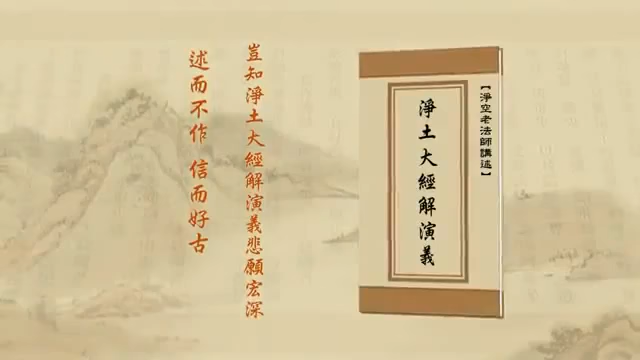 豈知淨土大經解演義悲願宏深
述而不作 信而好古
【淨空老法師講述】
淨土大經解演義